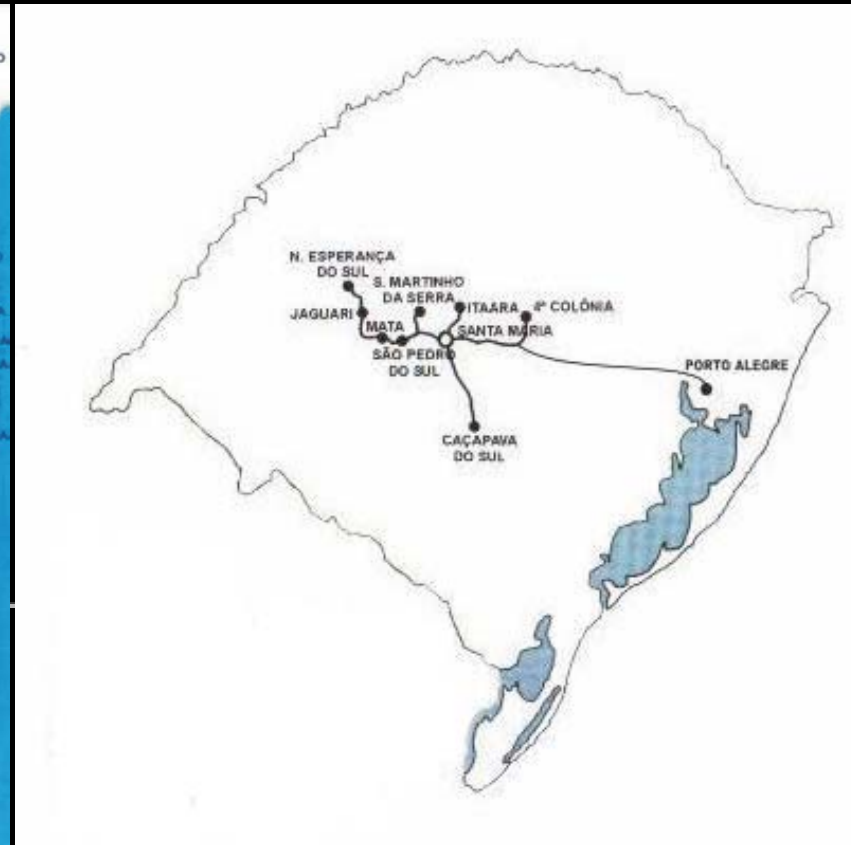 N. ESPERANÇA
DO SUL
S. MARTINHO
DA SERRA
ITAARA
4ª COLÔNIA
JAGUARI
MATA
SANTA MARIA
SÃO PEDRO
DO SUL
PORTO ALEGRE
CAÇAPAVA
DO SUL